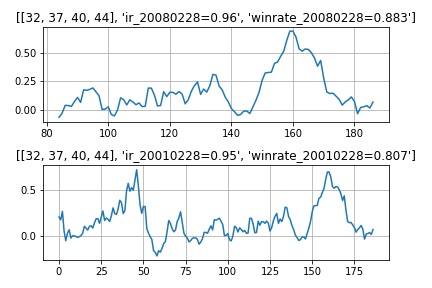 [[32, 37, 40, 44], 'ir_20080228=0.96', 'winrate_20080228=0.883']
0.50
0.25
0.00
80 100 120 140 160 180
[[32, 37, 40, 44], 'ir_20010228=0.95', 'winrate_20010228=0.807']
0.5
0.0
0 25 50 75 100 125 150 175